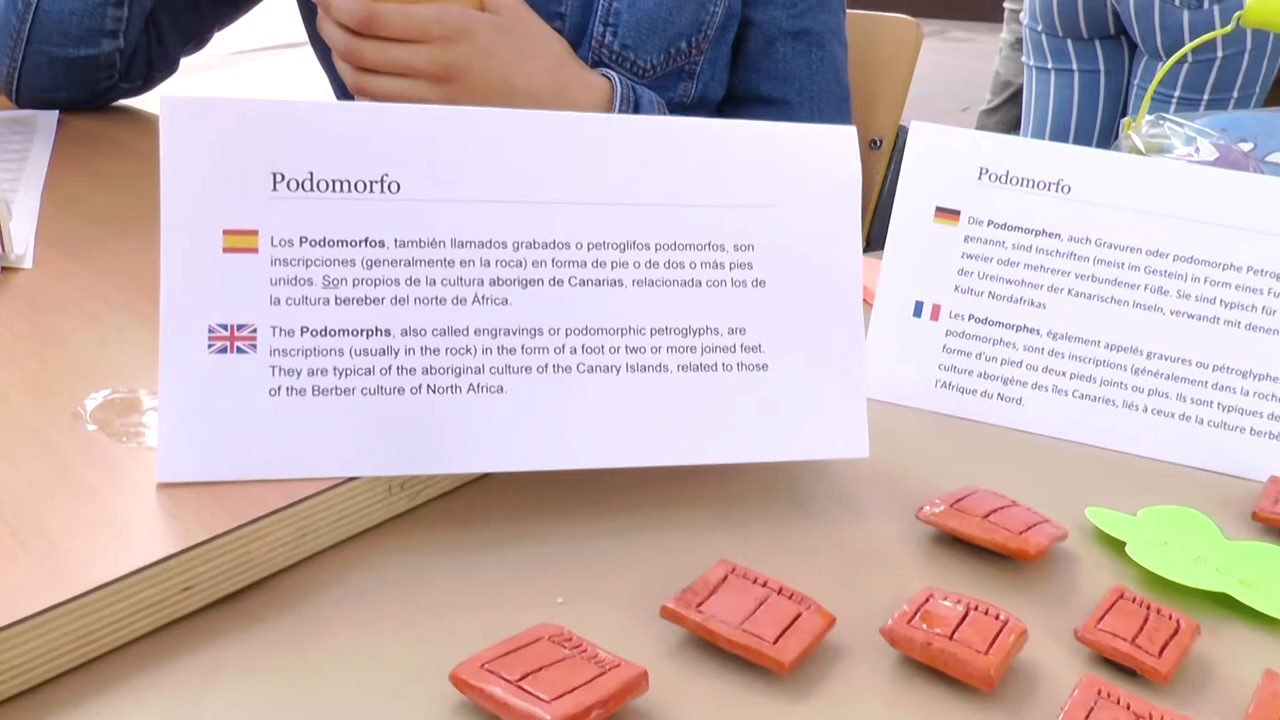 Podomorfo
Los Podomorfos, también llamados grabados o petroglifos podomorfos, son
inscripciones (generalmente en la roca) en forma de pie o de dos o más pies
unidos. Son propios de la cultura aborigen de Canarias, relacionada con los de
la cultura bereber del norte de África.
The Podomorphs, also called engravings or podomorphic petroglyphs, are
inscriptions (usually in the rock) in the form of a foot or two or more joined feet.
They are typical of the aboriginal culture of the Canary Islands, related to those
of the Berber culture of North Africa.
Podomorfo
Die Podomorphen, auch Gravuren oder podomorphe Petrog
genannt, sind Inschriften (meist im Gestein) in Form eines Fu
zweier oder mehrerer verbundener Füße. Sie sind typisch für
der Ureinwohner der Kanarischen Inseln, verwandt mit denen
Kultur Nordafrikas
Les Podomorphes, également appelés gravures ou pétroglyphe
podomorphes, sont des inscriptions (généralement dans la roch
forme d'un pied ou deux pieds joints ou plus. Ils sont typiques de
culture aborigène des îles Canaries, liés à ceux de la culture berbè
l'Afrique du Nord.